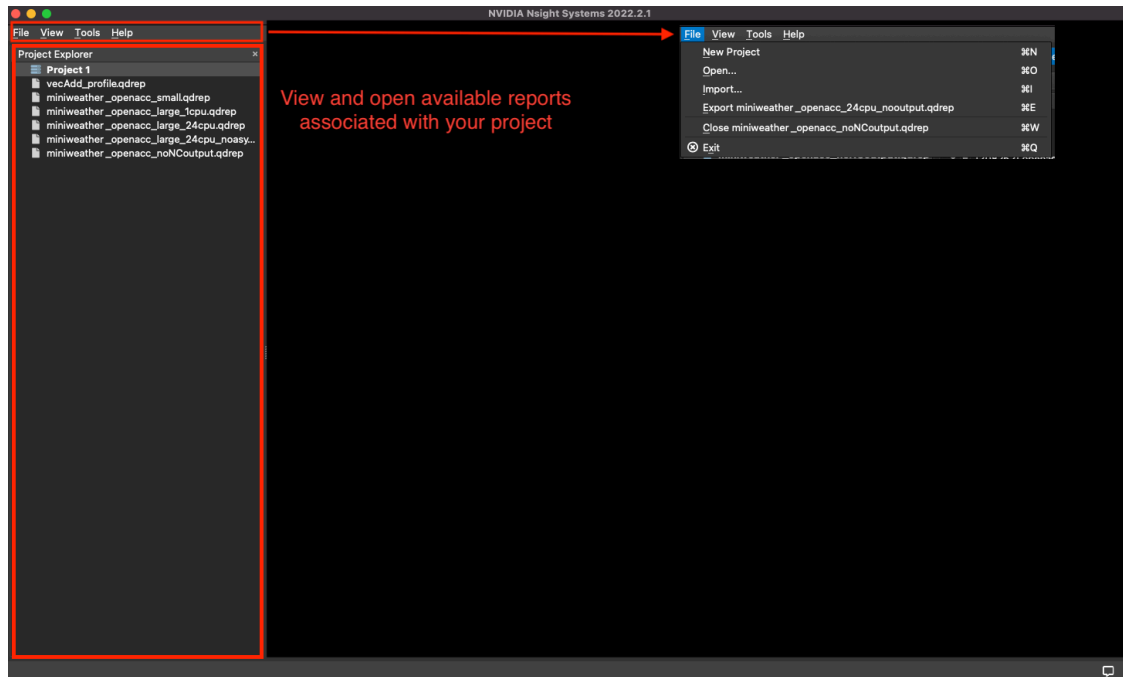 NVIDIA Nsight Systems 2022.2.1
File View Tools Help
Project Explorer ×
Project 1
vecAdd_profile.qdrep
miniweather_openacc_small.qdrep
miniweather_openacc_large_1cpu.qdrep
miniweather_openacc_large_24cpu.qdrep
miniweather_openacc_large_24cpu_noasy...
miniweather_openacc_noNCoutput.qdrep
View and open available reports
associated with your project
File View Tools Help
New Project ⌘N
Open... ⌘O
Import... ⌘I
Export miniweather_openacc_24cpu_nooutput.qdrep ⌘E
Close miniweather_openacc_noNCoutput.qdrep ⌘W
Exit ⌘Q